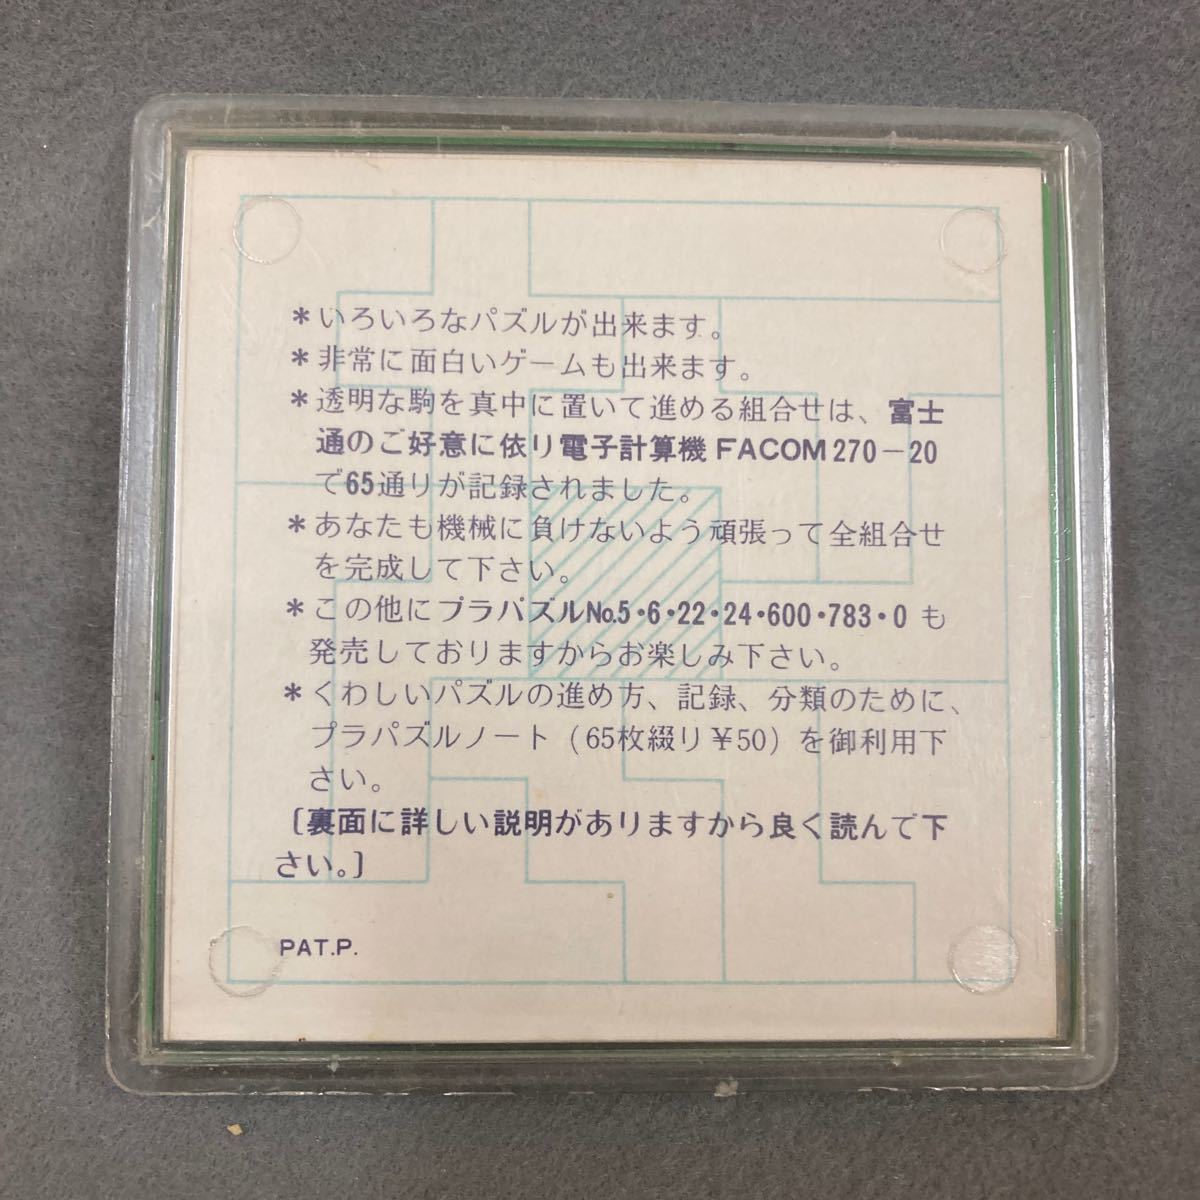 ＊いろいろなパズルが出来ます。
＊非常に面白いゲームも出来ます。
＊透明な駒を真中に置いて進める組合せは、富士
通のご好意に依り電子計算機FACOM270−20
で65通りが記録されました。
＊あなたも機械に負けないよう頑張って全組合せ
を完成して下さい。
＊この他にプラパズル№5・6・22・24・600・783・0も
発売しておりますからお楽しみ下さい。
＊くわしいパズルの進め方、記録、分類のために、
プラパズルノート(65枚綴り¥50)を御利用下
さい。
〔裏面に詳しい説明がありますから良く読んで下
さい。〕
PAT.P.